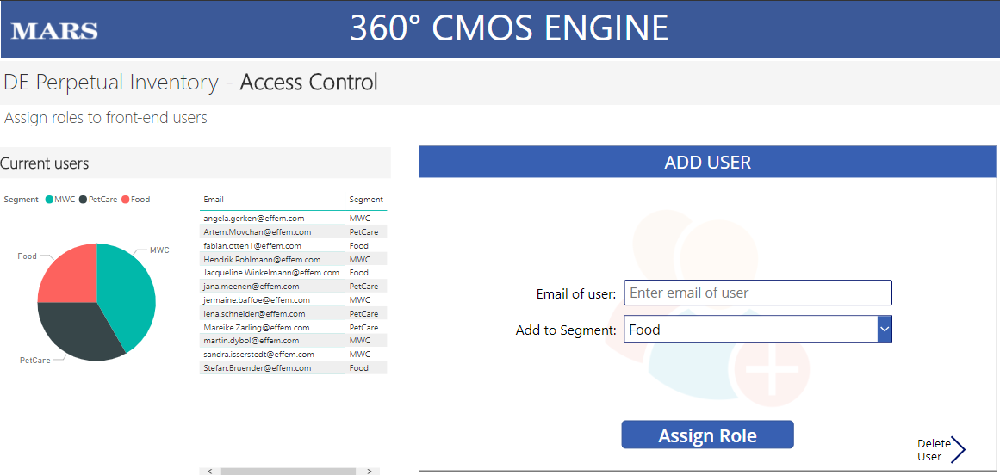 MARS
360° CMOS ENGINE
DE Perpetual Inventory - Access Control
Assign roles to front-end users
Current users
Segment MWC PetCare Food
Food
MWC
PetCare
Email Segment
angela.gerken@effem.com MWC
Artem.Movchan@effem.com PetCare
fabian.otten1@effem.com Food
Hendrik.Pohlmann@effem.com MWC
Jacqueline.Winkelmann@effem.com Food
jana.meenen@effem.com PetCare
jermaine.baffoe@effem.com MWC
lena.schneider@effem.com PetCare
Mareike.Zarling@effem.com PetCare
martin.dybol@effem.com MWC
sandra.isserstedt@effem.com MWC
Stefan.Bruender@effem.com Food
ADD USER
Email of user: Enter email of user
Add to Segment: Food
Assign Role
Delete
User